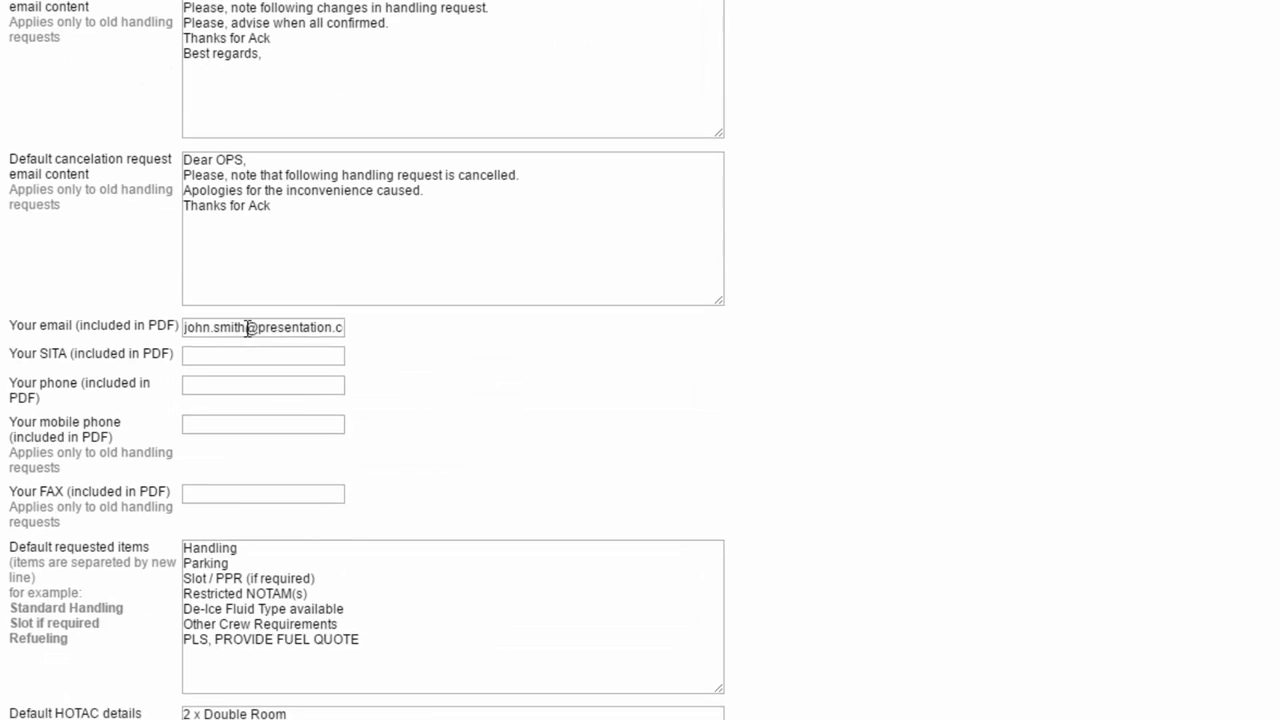 email content
Applies only to old handling
requests
Please, note following changes in handling request.
Please, advise when all confirmed.
Thanks for Ack
Best regards,
Default cancelation request
email content
Applies only to old handling
requests
Dear OPS,
Please, note that following handling request is cancelled.
Apologies for the inconvenience caused.
Thanks for Ack
Your email (included in PDF)
john.smith@presentation.c
Your SITA (included in PDF)
Your phone (included in
PDF)
Your mobile phone
(included in PDF)
Applies only to old handling
requests
Your FAX (included in PDF)
Applies only to old handling
requests
Default requested items
(items are separeted by new
line)
for example:
Standard Handling
Slot if required
Refueling
Handling
Parking
Slot / PPR (if required)
Restricted NOTAM(s)
De-Ice Fluid Type available
Other Crew Requirements
PLS, PROVIDE FUEL QUOTE
Default HOTAC details
2 x Double Room